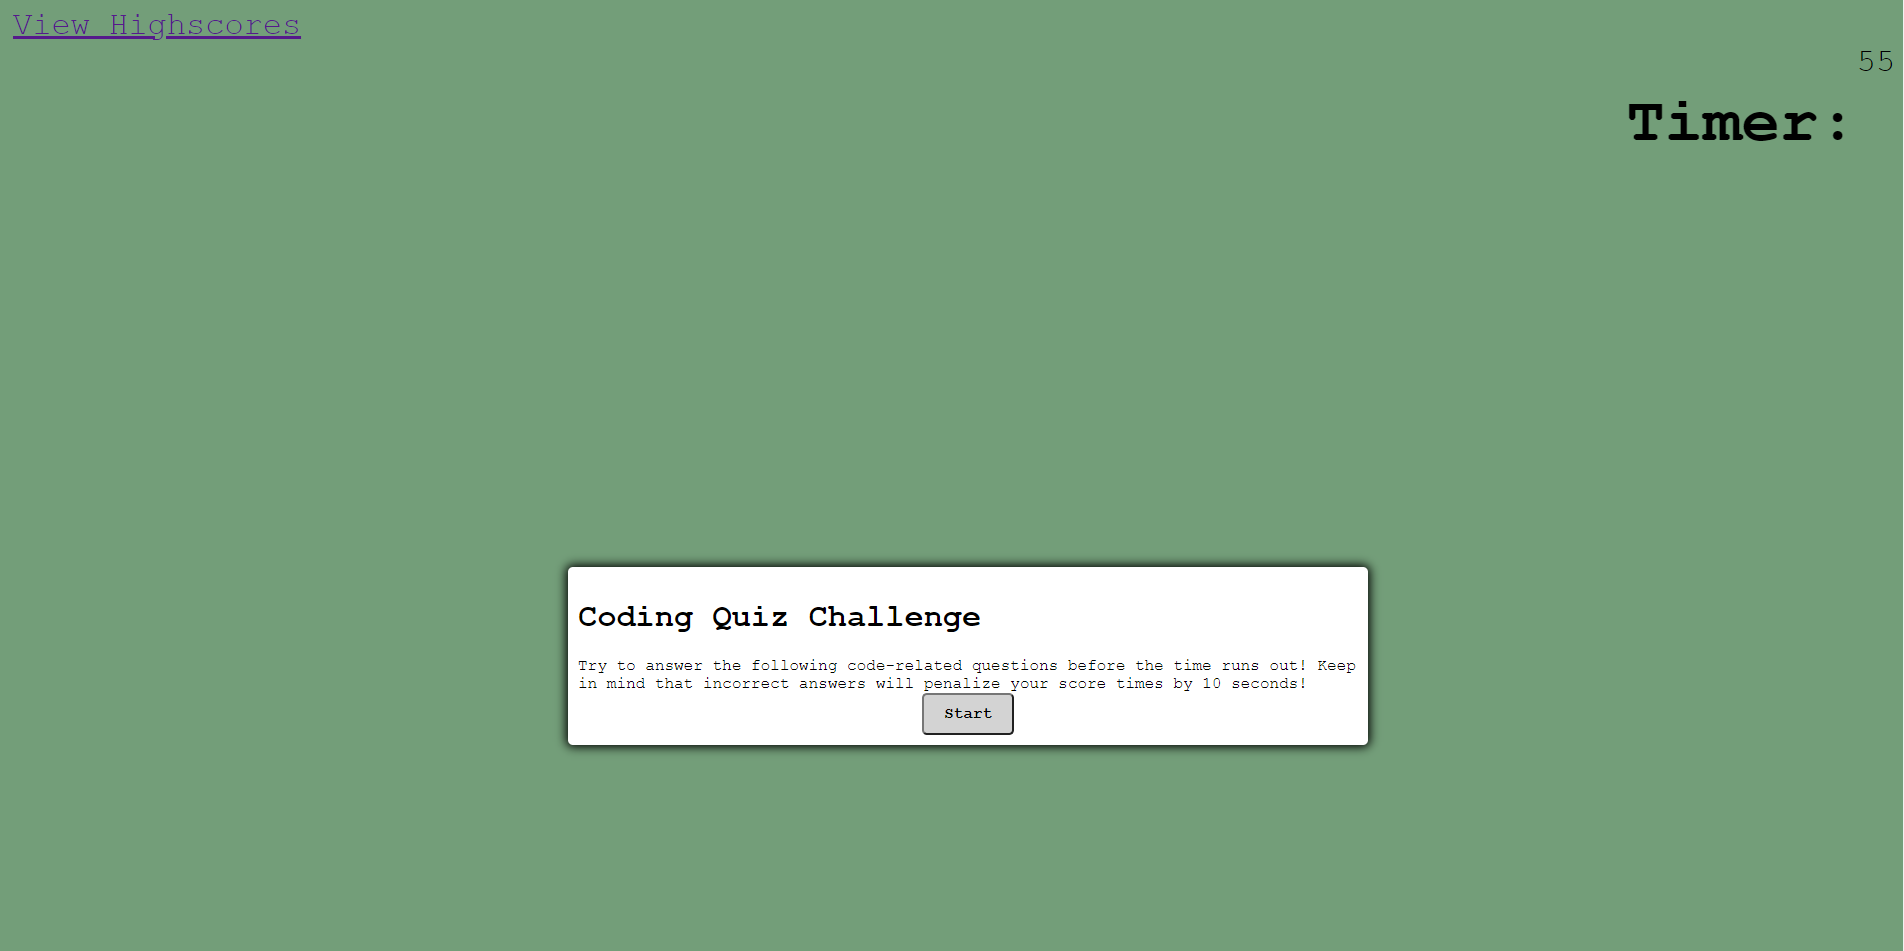 View Highscores
55
Timer:
Coding Quiz Challenge
Try to answer the following code-related questions before the time runs out! Keep
in mind that incorrect answers will penalize your score times by 10 seconds!
Start